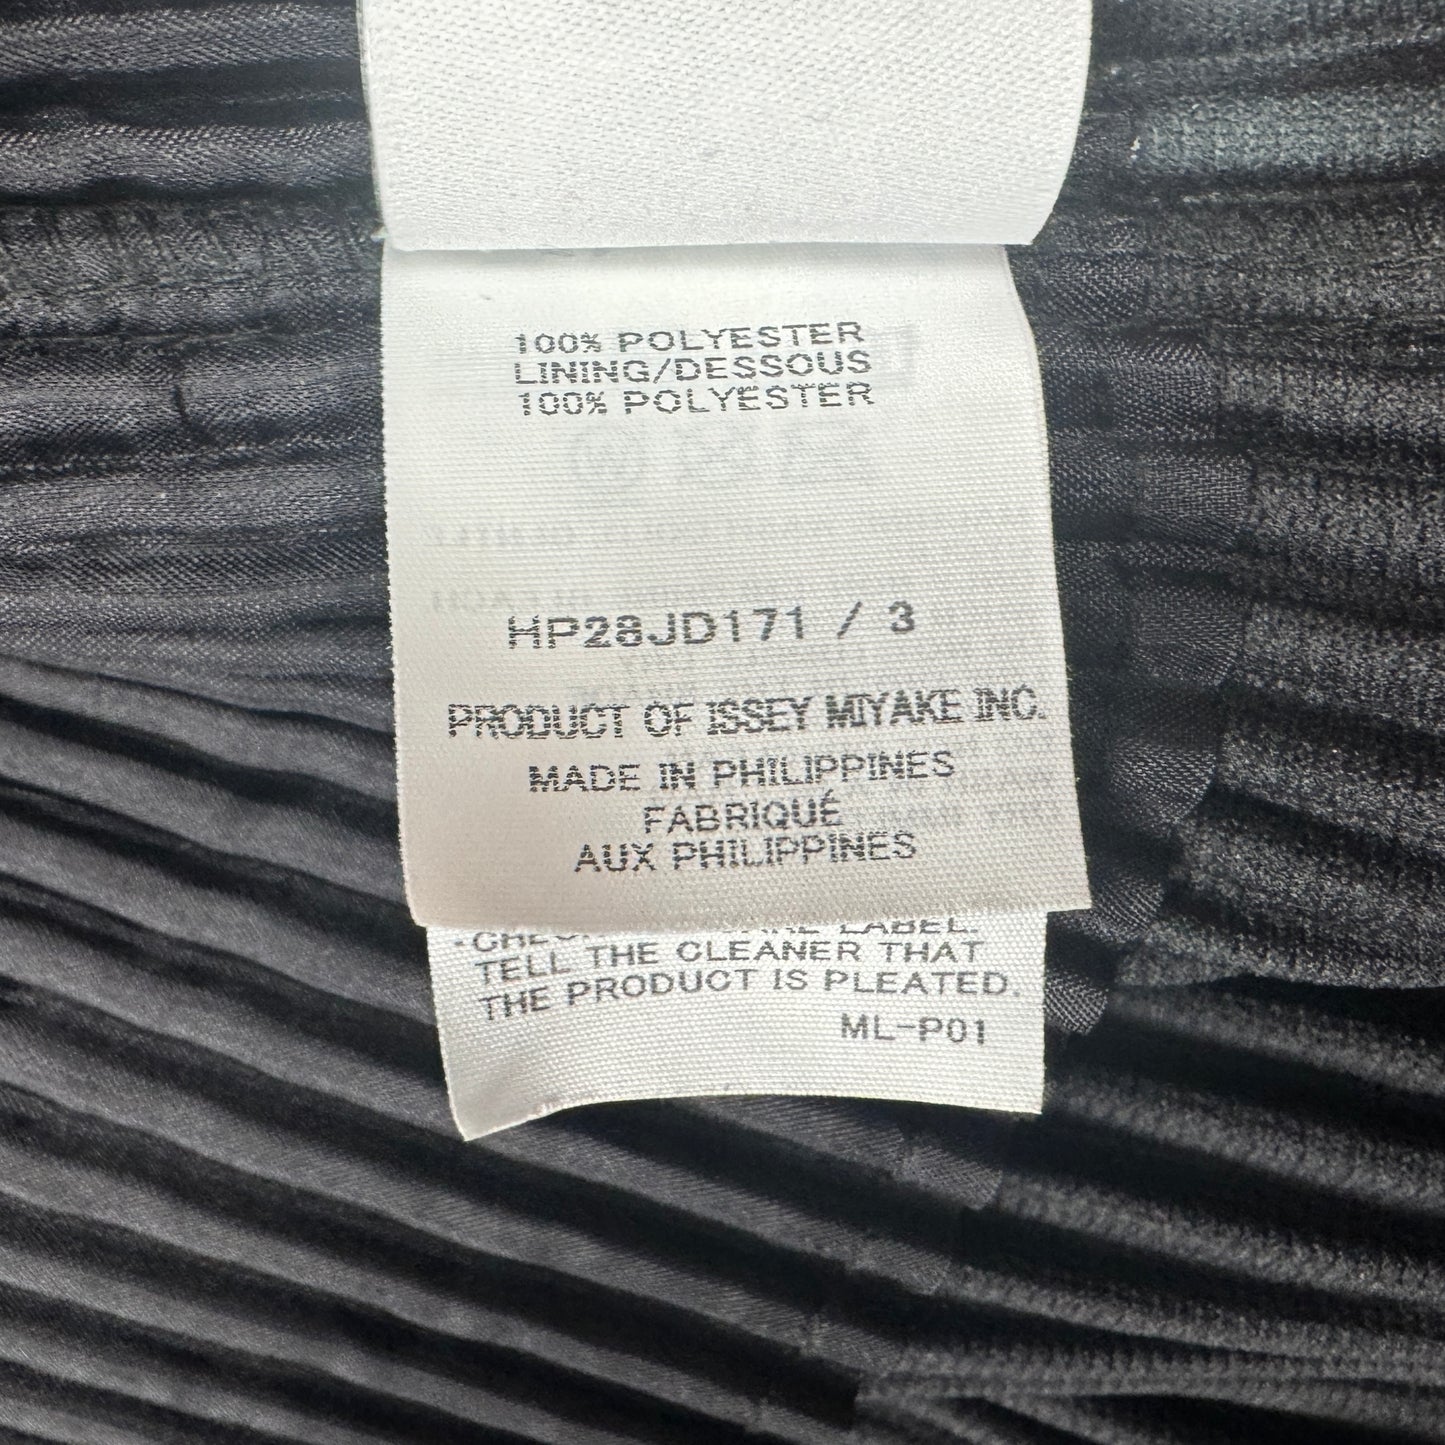 100% POLYESTER
LINING/DESSOUS
100% POLYESTER
HP28JD171 / 3
PRODUCT OF ISSEY MIYAKE INC.
MADE IN PHILIPPINES
FABRIQUÉ
AUX PHILIPPINES
LABEL.
TELL THE CLEANER THAT
THE PRODUCT IS PLEATED.
ML-P01